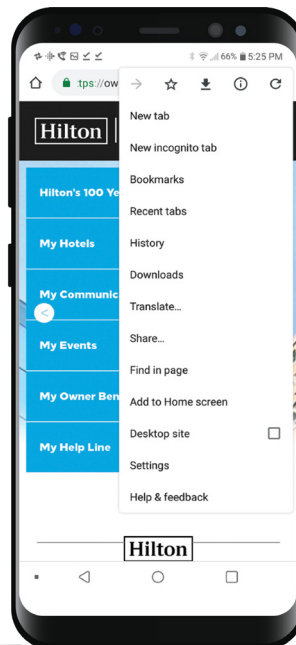 66% 5:25 PM
.tps://ow
Hilton
New tab
New incognito tab
Bookmarks
Recent tabs
History
Downloads
Translate...
Share...
Find in page
Add to Home screen
Desktop site
Settings
Help & feedback
Hilton's 100 Ye
My Hotels
My Communic
<
My Events
My Owner Ben
My Help Line
Hilton